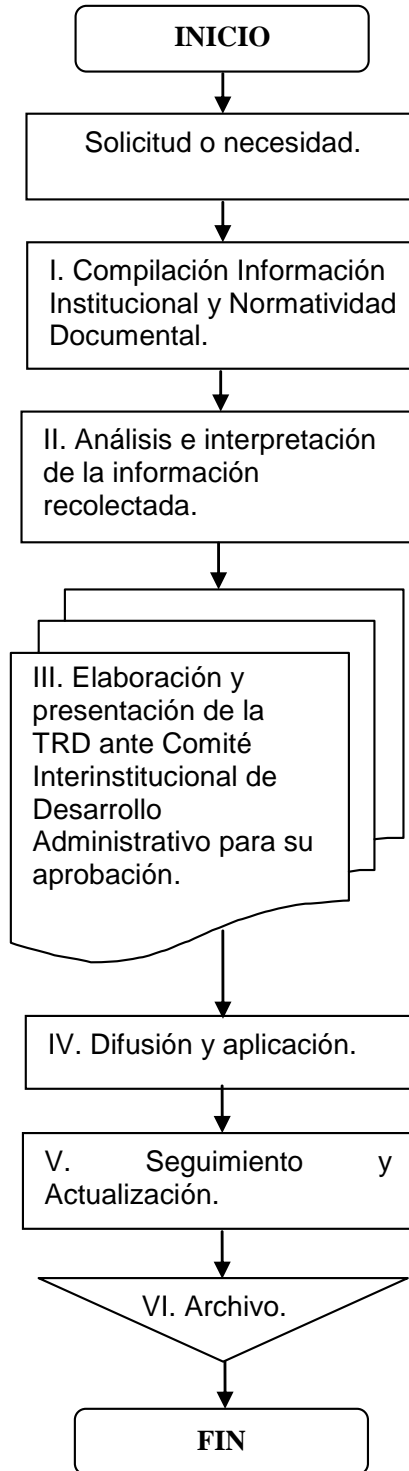 INICIO
Solicitud o necesidad.
I. Compilación Información
Institucional y Normatividad
Documental.
II. Análisis e interpretación
de la información
recolectada.
III. Elaboración y
presentación de la
TRD ante Comité
Interinstitucional de
Desarrollo
Administrativo para su
aprobación.
IV. Difusión y aplicación.
V. Seguimiento y
Actualización.
VI. Archivo.
FIN